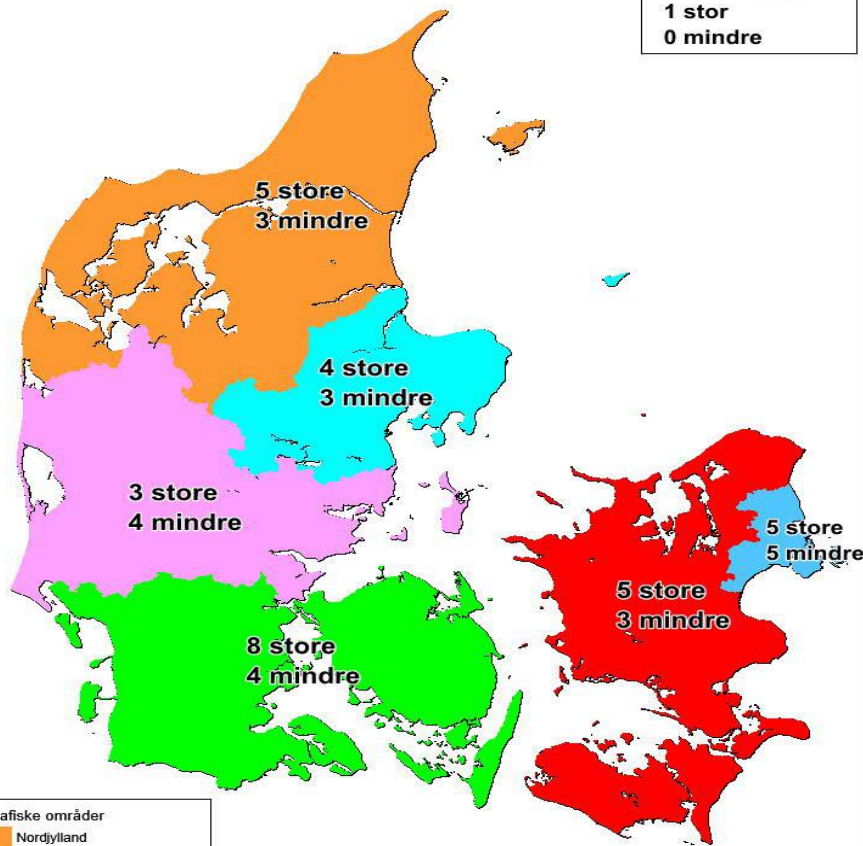 1 stor
0 mindre
5 store
3 mindre
4 store
3 mindre
3 store
4 mindre
5 store
5 mindre
5 store
3 mindre
8 store
4 mindre
afiske områder
Nordjylland